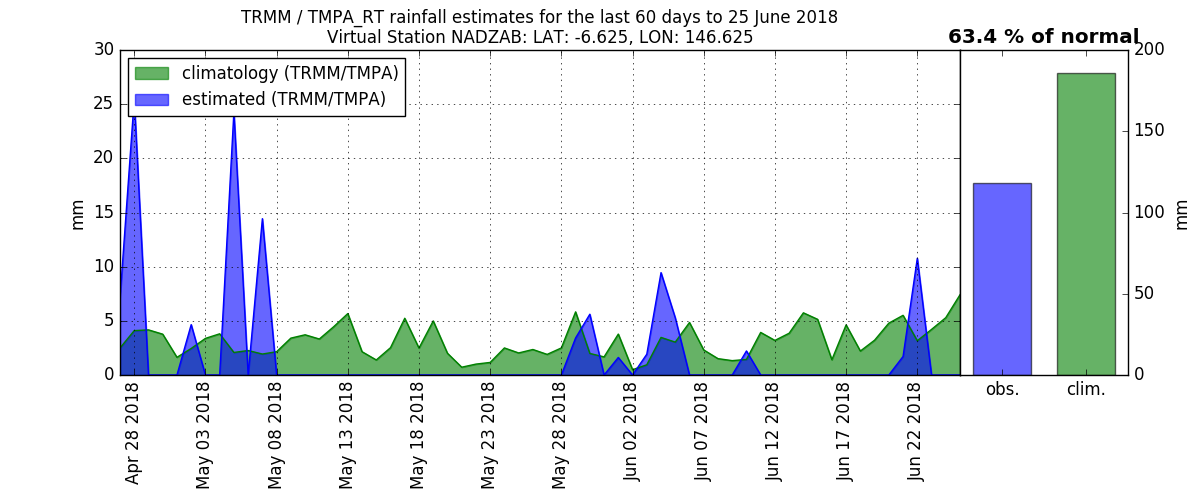 TRMM / TMPA_RT rainfall estimates for the last 60 days to 25 June 2018
Virtual Station NADZAB: LAT: -6.625, LON: 146.625
63.4 % of normal
climatology (TRMM/TMPA)
estimated (TRMM/TMPA)
30
25
20
15
10
5
0
mm
Apr 28 2018
May 03 2018
May 08 2018
May 13 2018
May 18 2018
May 23 2018
May 28 2018
Jun 02 2018
Jun 07 2018
Jun 12 2018
Jun 17 2018
Jun 22 2018
obs.
clim.
200
150
100
50
0
mm